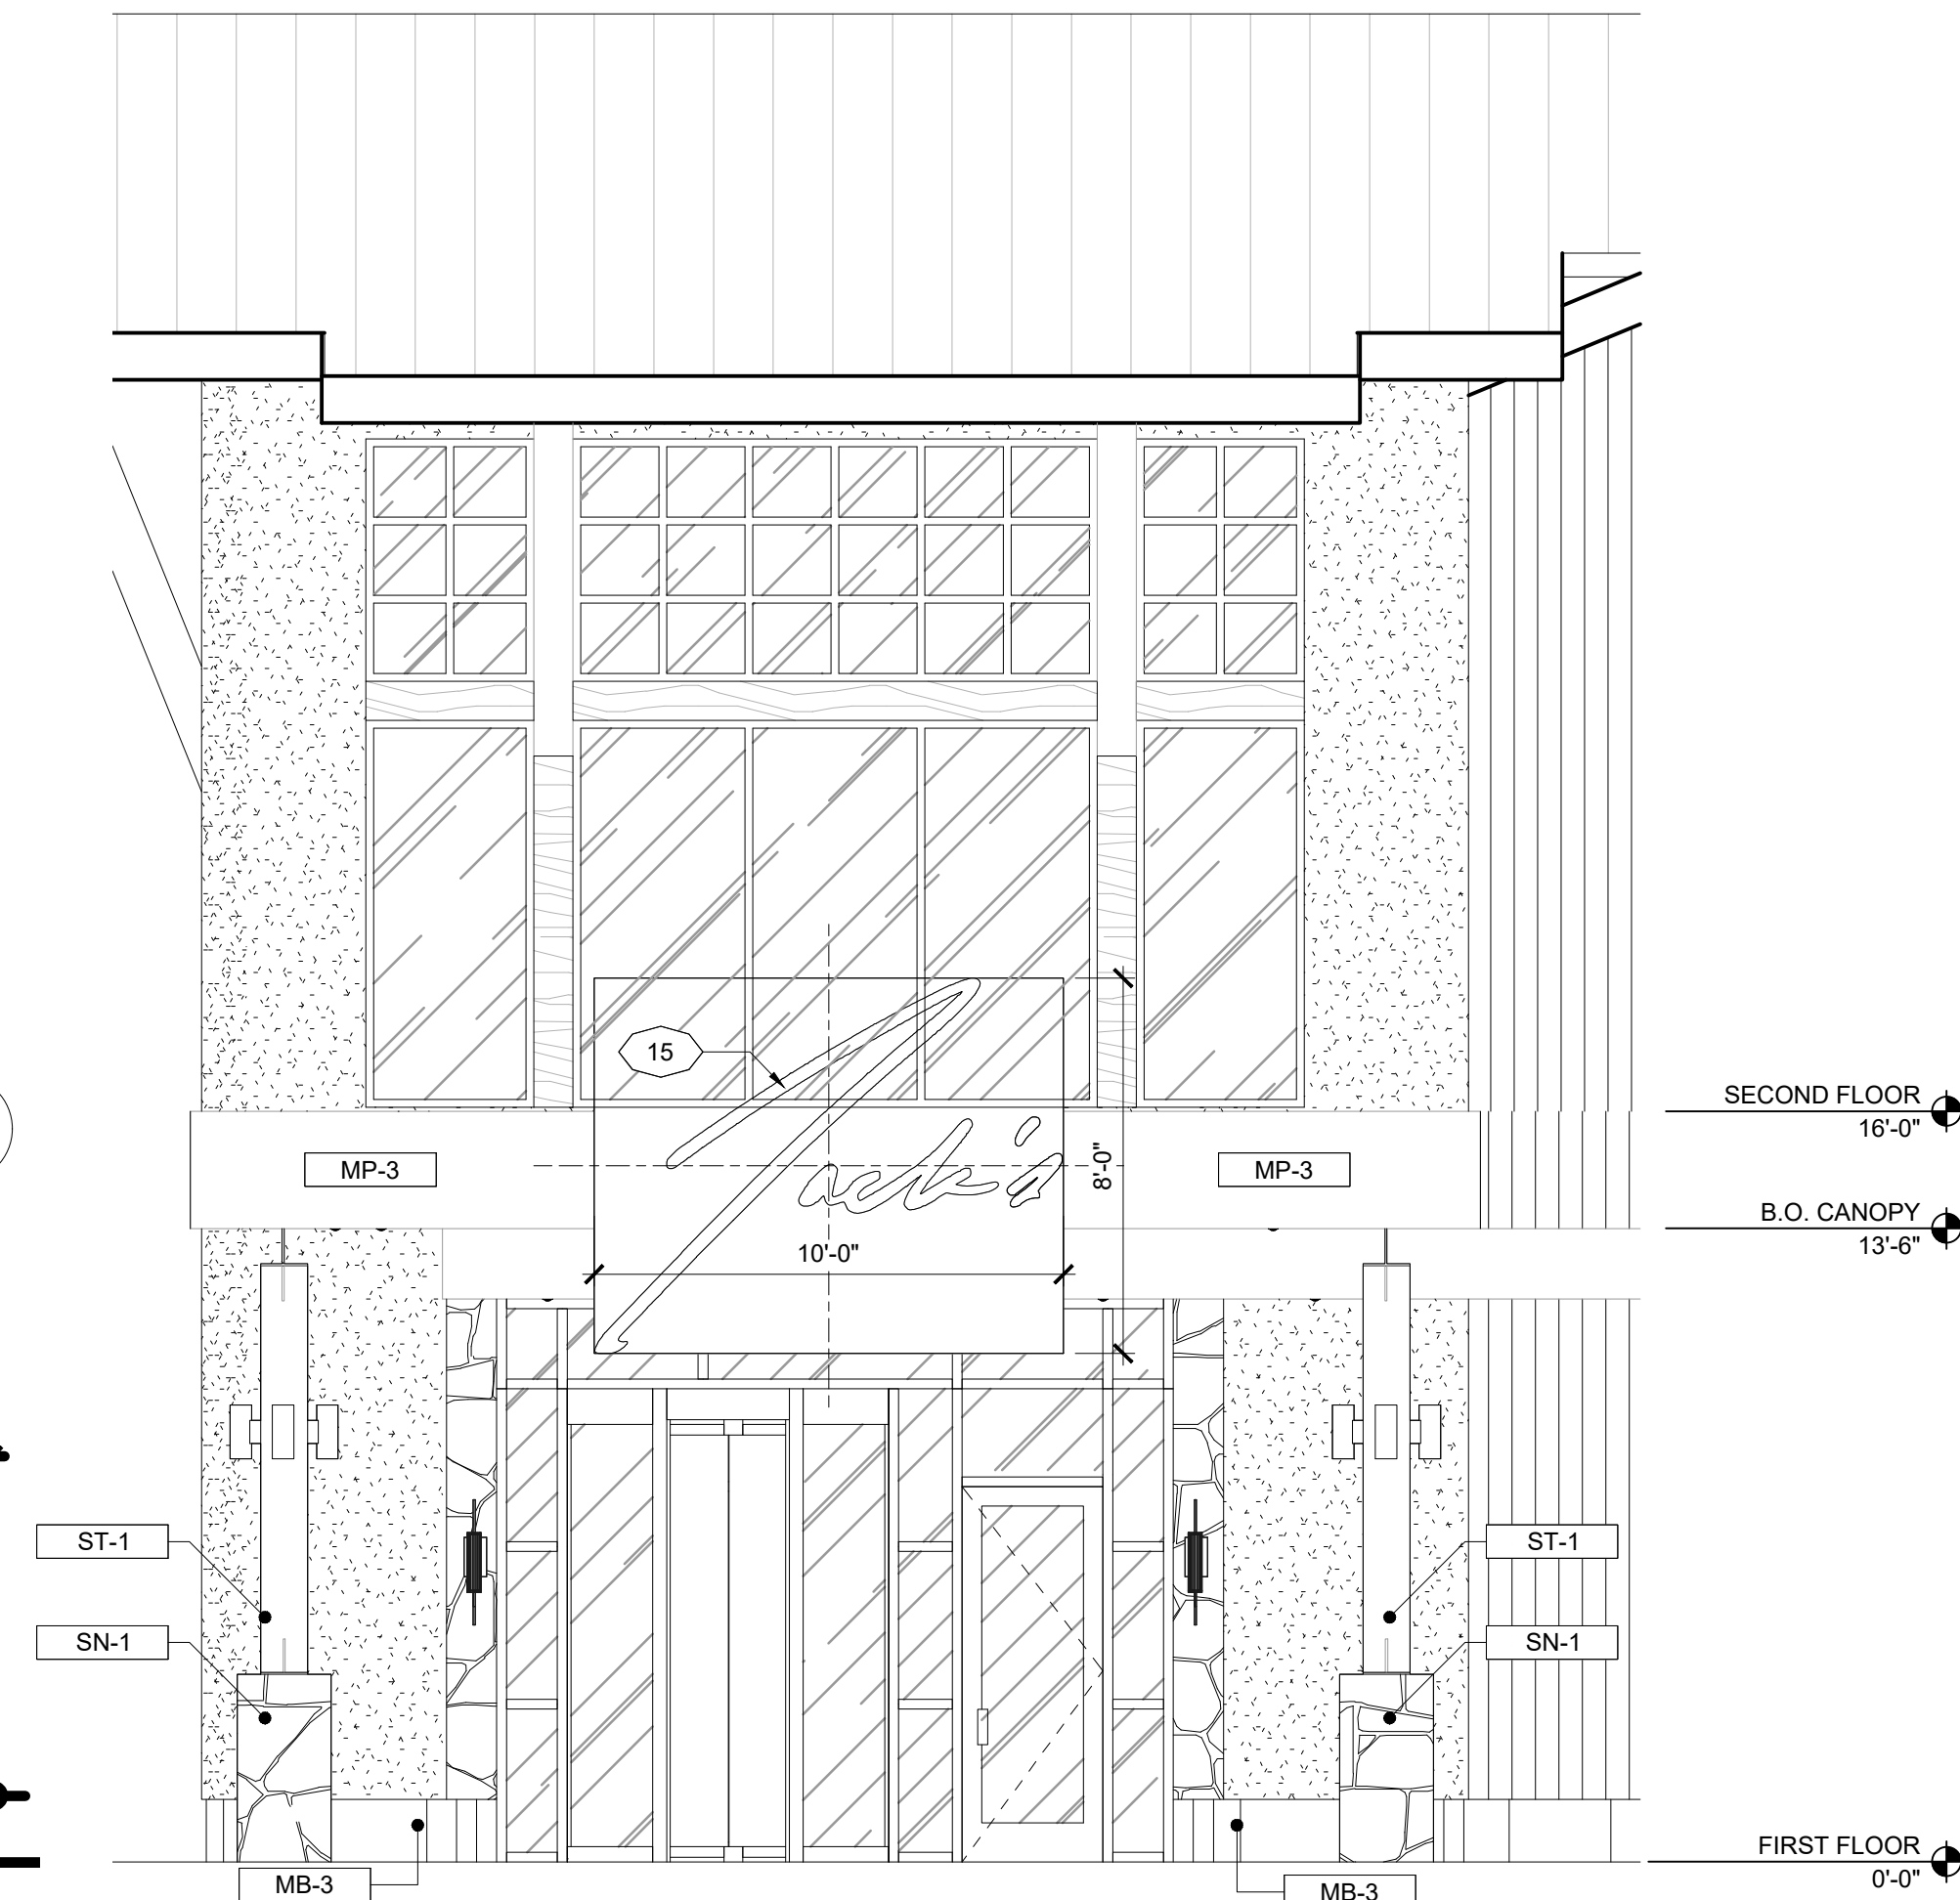 15
SECOND FLOOR
16'-0"
MP-3
8'-0"
MP-3
B.O. CANOPY
13'-6"
10'-0"
ST-1
ST-1
SN-1
SN-1
FIRST FLOOR
0'-0"
MB-3
MB-3